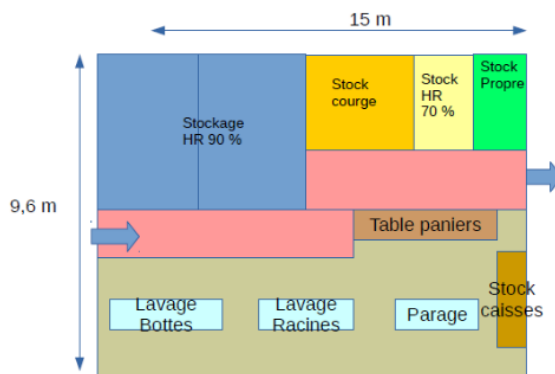 15 m
Stock
Propre
Stock
HR
70 %
Stock
courge
Stockage
HR 90 %
9,6 m
Table paniers
Stock
caisses
Lavage
Bottes
Lavage
Racines
Parage